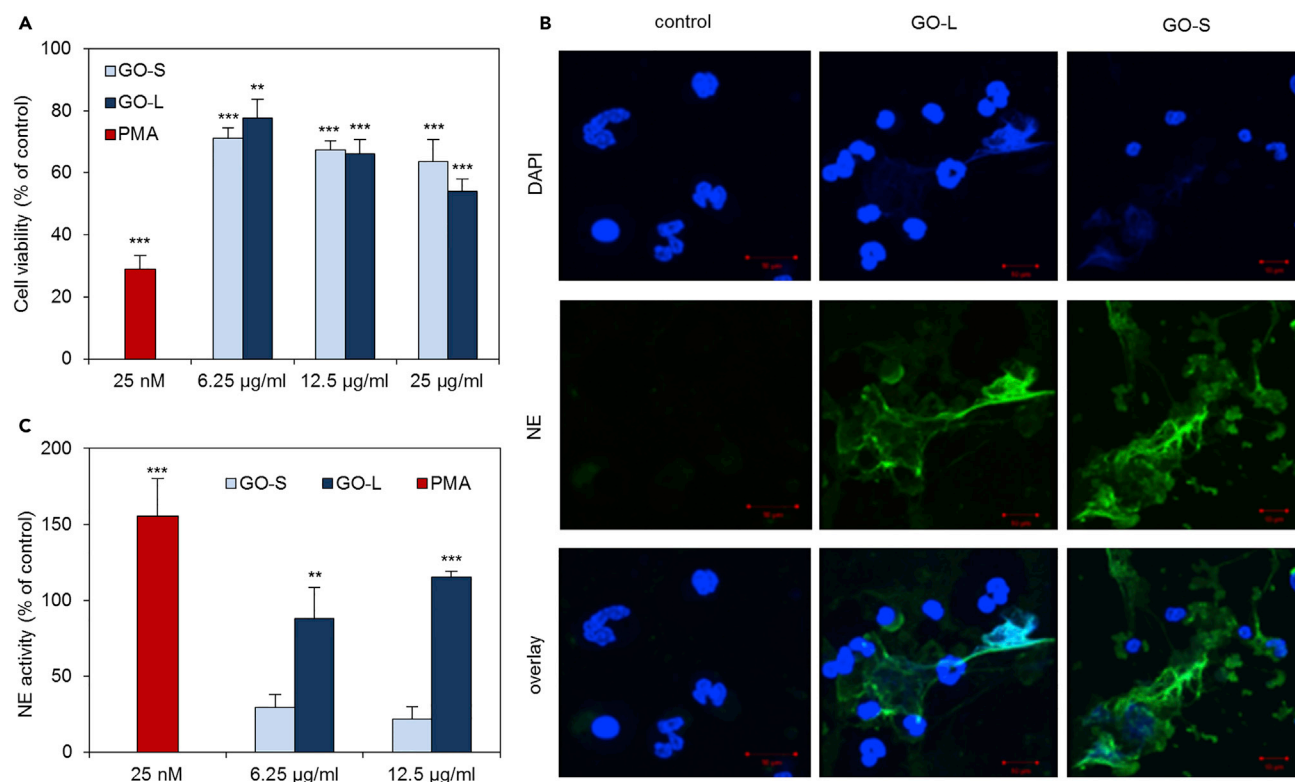 A
Cell viability (% of control)
100
80
60
40
20
0
GO-S
GO-L
PMA
***
***
**
***
***
***
***
25 nM 6.25 µg/ml 12.5 µg/ml 25 µg/ml
B
control GO-L GO-S
DAPI
NE
overlay
C
NE activity (% of control)
200
150
100
50
0
GO-S GO-L PMA
***
**
***
25 nM 6.25 µg/ml 12.5 µg/ml